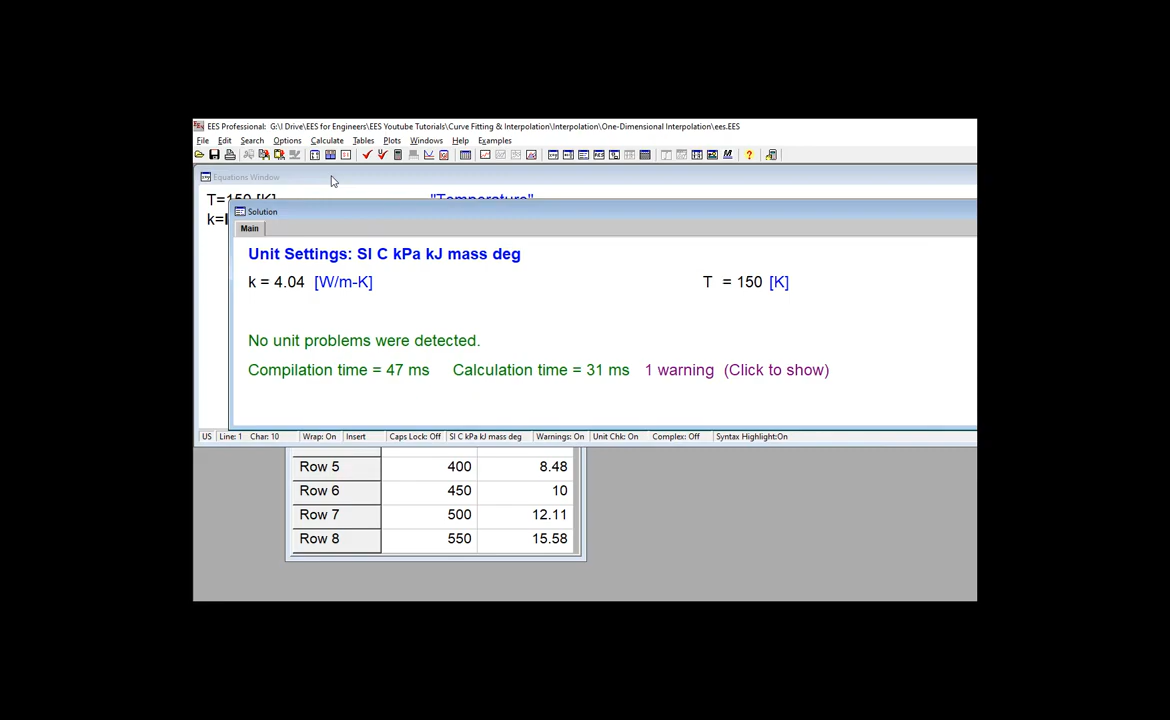 EES Professional: G:\I Drive\EES for Engineers\EES Youtube Tutorials\Curve Fitting & Interpolation\Interpolation\One-Dimensional Interpolation\ees.EES
File Edit Search Options Calculate Tables Plots Windows Help Examples
Equations Window
T=150 [K] "Temperature"
k=
Solution
Main
Unit Settings: SI C kPa kJ mass deg
k = 4.04 [W/m-K] T = 150 [K]
No unit problems were detected.
Compilation time = 47 ms Calculation time = 31 ms 1 warning (Click to show)
US Line: 1 Char: 10 Wrap: On Insert Caps Lock: Off SI C kPa kJ mass deg Warnings: On Unit Chk: On Complex: Off Syntax Highlight:On
Row 5 400 8.48
Row 6 450 10
Row 7 500 12.11
Row 8 550 15.58